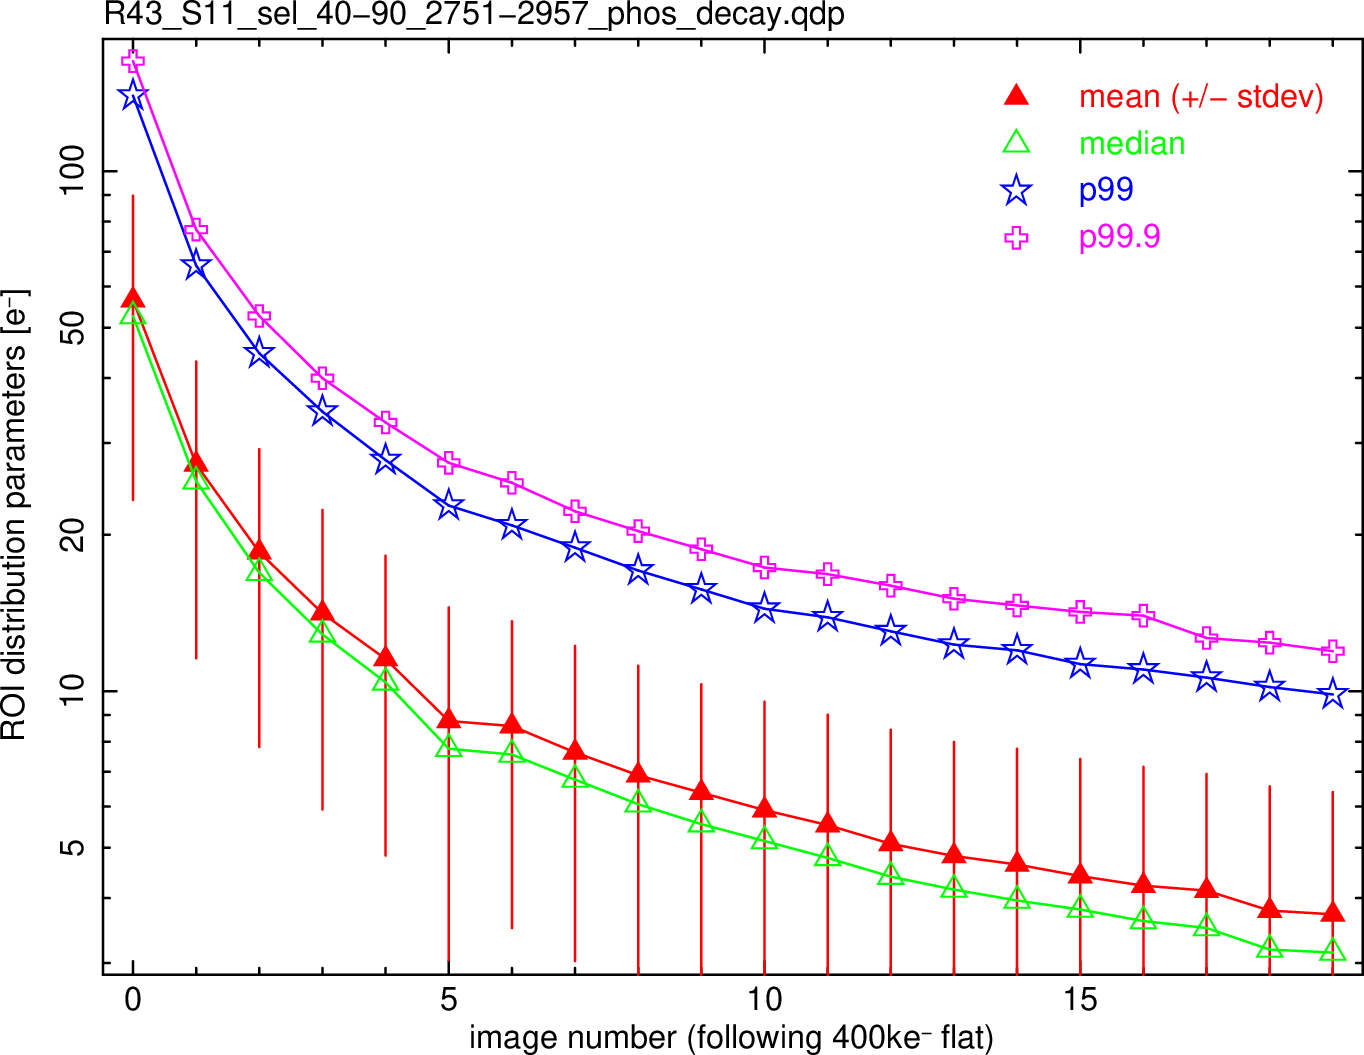 R43_S11_sel_40−90_2751−2957_phos_decay.qdp
mean (+/− stdev)
median
p99
p99.9
ROI distribution parameters [e⁻]
100
50
20
10
5
0 5 10 15
image number (following 400ke⁻ flat)